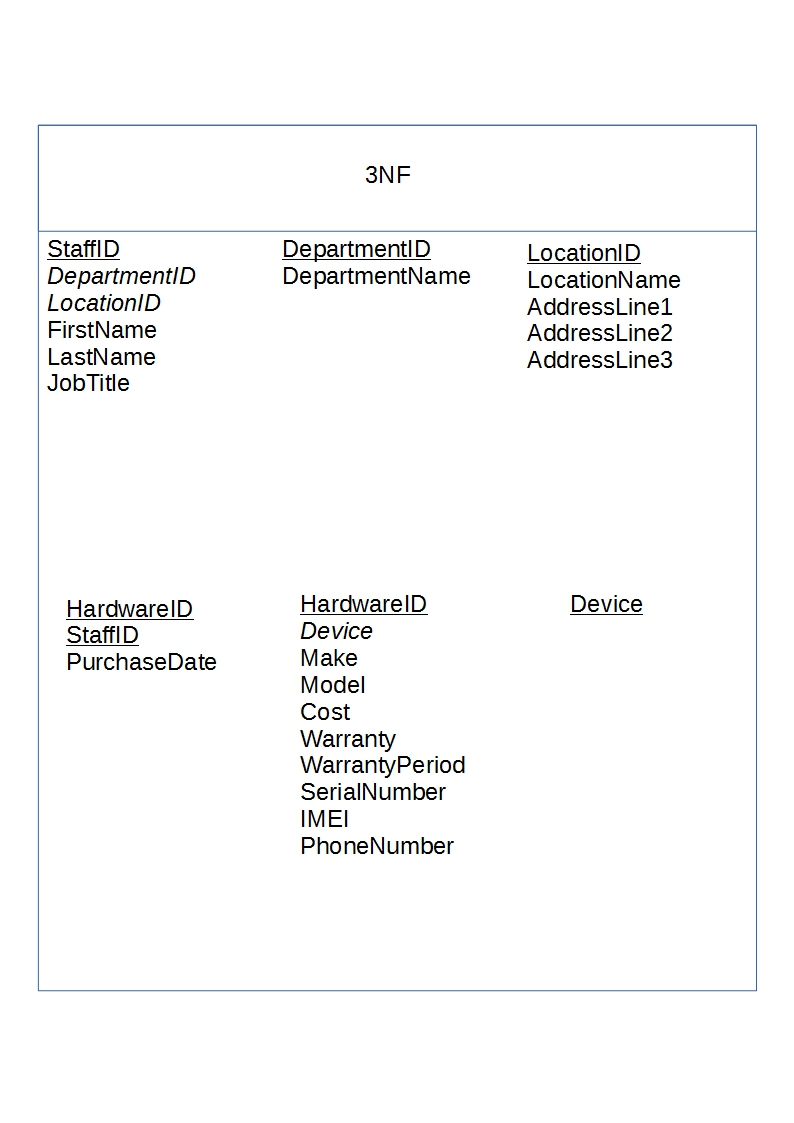 3NF
StaffID
DepartmentID
LocationID
FirstName
LastName
JobTitle
DepartmentID
DepartmentName
LocationID
LocationName
AddressLine1
AddressLine2
AddressLine3
HardwareID
StaffID
PurchaseDate
HardwareID
Device
Make
Model
Cost
Warranty
WarrantyPeriod
SerialNumber
IMEI
PhoneNumber
Device